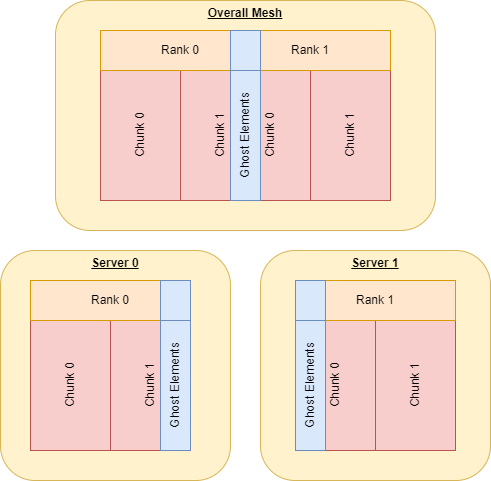 Overall Mesh
Rank 0
Rank 1
Chunk 0
Chunk 1
Ghost Elements
Chunk 0
Chunk 1
Server 0
Rank 0
Chunk 0
Chunk 1
Ghost Elements
Server 1
Rank 1
Ghost Elements
Chunk 0
Chunk 1